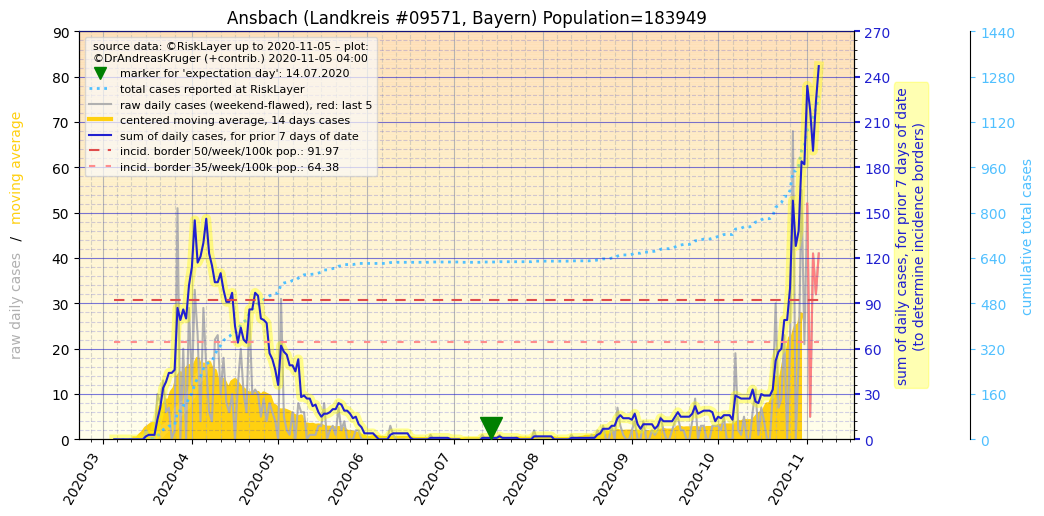 Ansbach (Landkreis #09571, Bayern) Population=183949
source data: ©RiskLayer up to 2020-11-05 – plot:
©DrAndreasKruger (+contrib.) 2020-11-05 04:00
marker for 'expectation day': 14.07.2020
total cases reported at RiskLayer
raw daily cases (weekend-flawed), red: last 5
centered moving average, 14 days cases
sum of daily cases, for prior 7 days of date
incid. border 50/week/100k pop.: 91.97
incid. border 35/week/100k pop.: 64.38
raw daily cases / moving average
90
80
70
60
50
40
30
20
10
0
2020-03
2020-04
2020-05
2020-06
2020-07
2020-08
2020-09
2020-10
2020-11
270
240
210
180
150
120
90
60
30
0
sum of daily cases, for prior 7 days of date
(to determine incidence borders)
1440
1280
1120
960
800
640
480
320
160
0
cumulative total cases